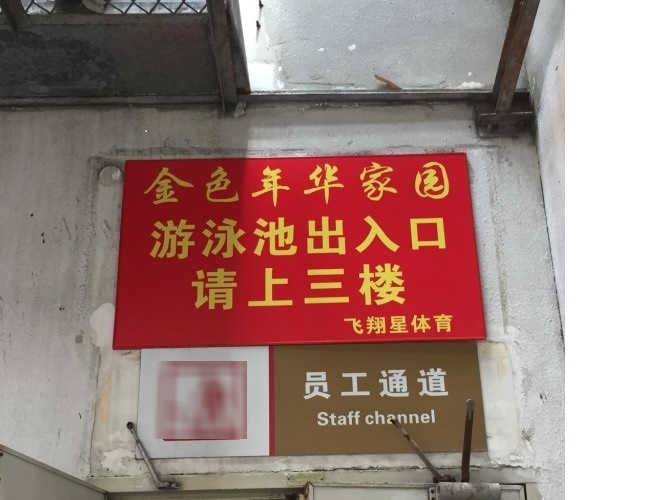 金色年华家园
游泳池出入口
请上三楼
飞翔星体育
员工通道
Staff channel